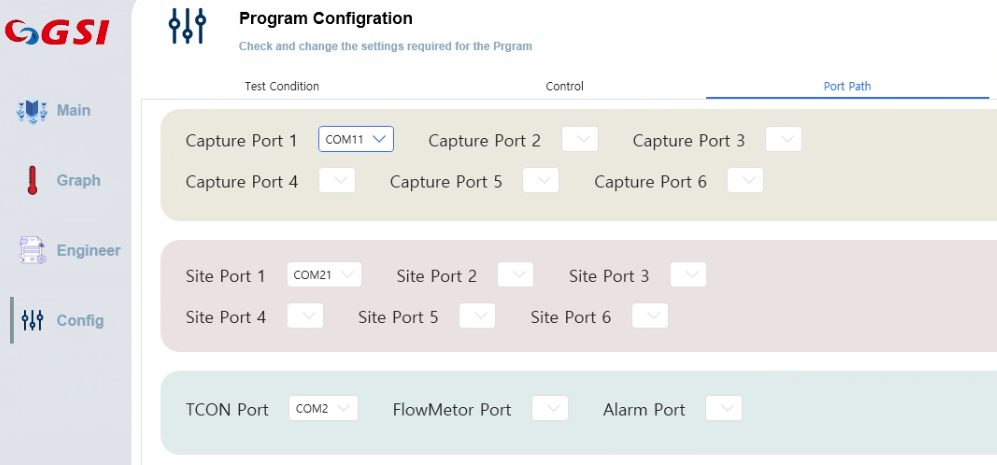 GSI
Program Configration
Check and change the settings required for the Prgram
Test Condition Control Port Path
Main
Graph
Engineer
Config
Capture Port 1 COM11 Capture Port 2 Capture Port 3
Capture Port 4 Capture Port 5 Capture Port 6
Site Port 1 COM21 Site Port 2 Site Port 3
Site Port 4 Site Port 5 Site Port 6
TCON Port COM2 FlowMetor Port Alarm Port